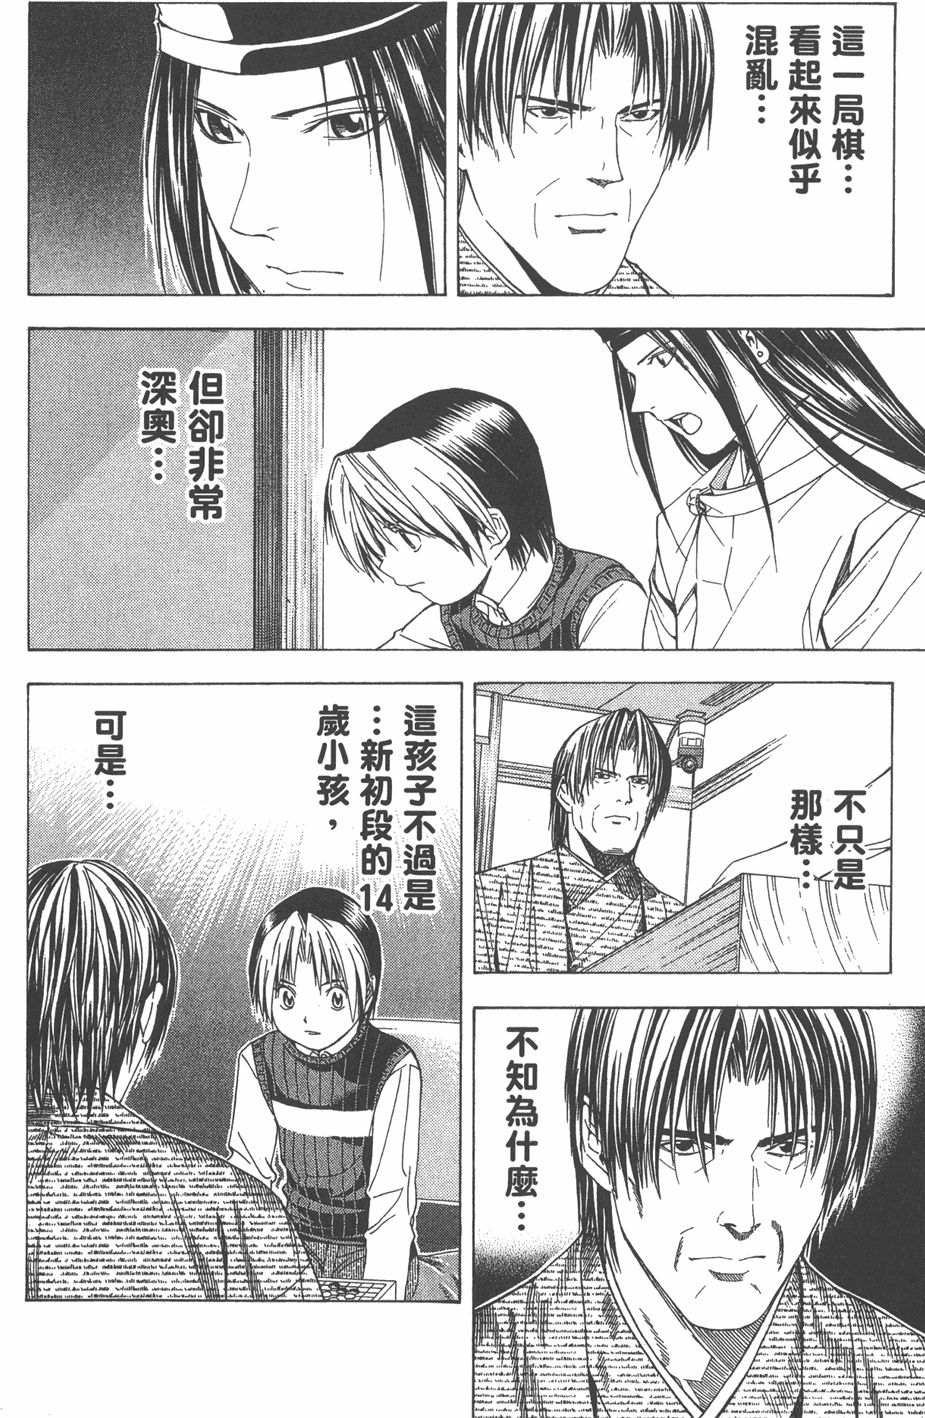 這一局棋…
看起來似乎
混亂…
但卻非常
深奧…
不只是
那樣…
不知為什麼…
這孩子不過是
…新初段的14
歲小孩，
可是…